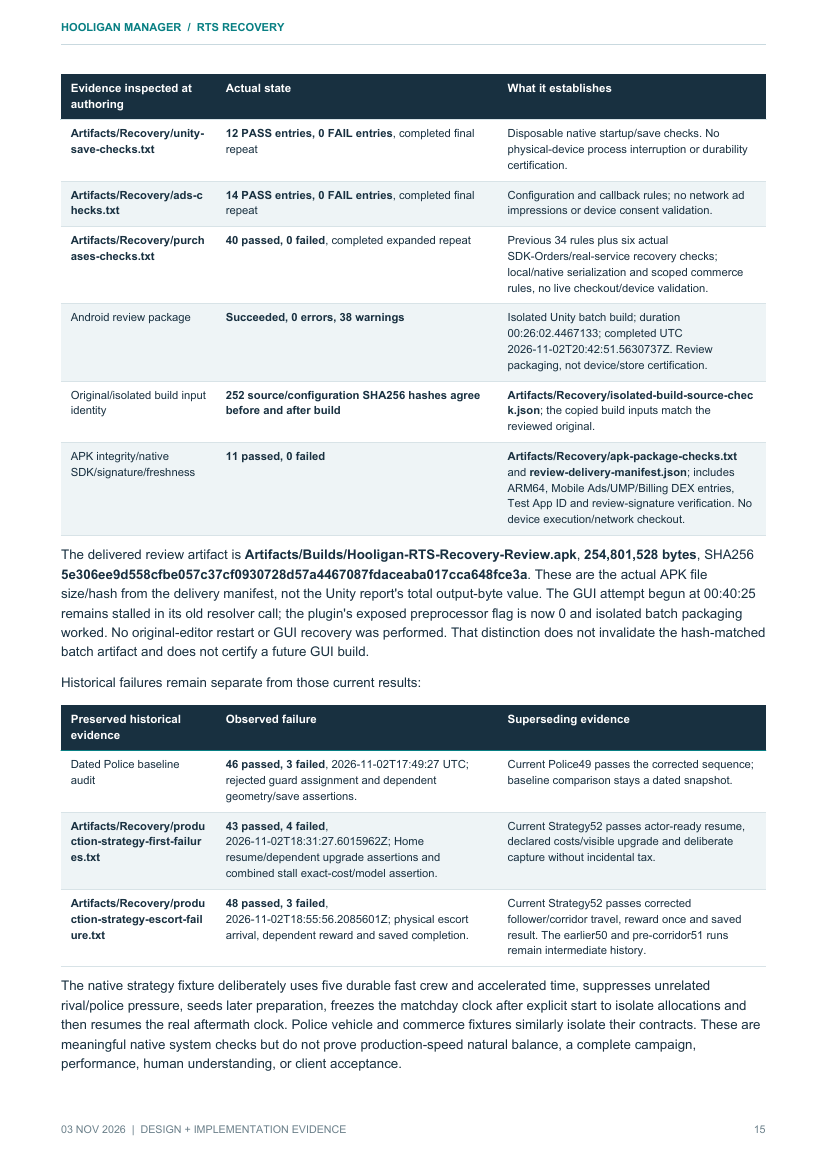 HOOLIGAN MANAGER / RTS RECOVERY
Evidence inspected at
authoring
Actual state
What it establishes
Artifacts/Recovery/unity-
save-checks.txt
12 PASS entries, 0 FAIL entries, completed final
repeat
Disposable native startup/save checks. No
physical-device process interruption or durability
certification.
Artifacts/Recovery/ads-c
hecks.txt
14 PASS entries, 0 FAIL entries, completed final
repeat
Configuration and callback rules; no network ad
impressions or device consent validation.
Artifacts/Recovery/purch
ases-checks.txt
40 passed, 0 failed, completed expanded repeat
Previous 34 rules plus six actual
SDK-Orders/real-service recovery checks;
local/native serialization and scoped commerce
rules, no live checkout/device validation.
Android review package
Succeeded, 0 errors, 38 warnings
Isolated Unity batch build; duration
00:26:02.4467133; completed UTC
2026-11-02T20:42:51.5630737Z. Review
packaging, not device/store certification.
Original/isolated build input
identity
252 source/configuration SHA256 hashes agree
before and after build
Artifacts/Recovery/isolated-build-source-chec
k.json; the copied build inputs match the
reviewed original.
APK integrity/native
SDK/signature/freshness
11 passed, 0 failed
Artifacts/Recovery/apk-package-checks.txt
and review-delivery-manifest.json; includes
ARM64, Mobile Ads/UMP/Billing DEX entries,
Test App ID and review-signature verification. No
device execution/network checkout.
The delivered review artifact is Artifacts/Builds/Hooligan-RTS-Recovery-Review.apk, 254,801,528 bytes, SHA256
5e306ee9d558cfbe057c37cf0930728d57a4467087fdaceaba017cca648fce3a. These are the actual APK file
size/hash from the delivery manifest, not the Unity report's total output-byte value. The GUI attempt begun at 00:40:25
remains stalled in its old resolver call; the plugin's exposed preprocessor flag is now 0 and isolated batch packaging
worked. No original-editor restart or GUI recovery was performed. That distinction does not invalidate the hash-matched
batch artifact and does not certify a future GUI build.
Historical failures remain separate from those current results:
Preserved historical
evidence
Observed failure
Superseding evidence
Dated Police baseline
audit
46 passed, 3 failed, 2026-11-02T17:49:27 UTC;
rejected guard assignment and dependent
geometry/save assertions.
Current Police49 passes the corrected sequence;
baseline comparison stays a dated snapshot.
Artifacts/Recovery/produ
ction-strategy-first-failur
es.txt
43 passed, 4 failed,
2026-11-02T18:31:27.6015962Z; Home
resume/dependent upgrade assertions and
combined stall exact-cost/model assertion.
Current Strategy52 passes actor-ready resume,
declared costs/visible upgrade and deliberate
capture without incidental tax.
Artifacts/Recovery/produ
ction-strategy-escort-fail
ure.txt
48 passed, 3 failed,
2026-11-02T18:55:56.2085601Z; physical escort
arrival, dependent reward and saved completion.
Current Strategy52 passes corrected
follower/corridor travel, reward once and saved
result. The earlier50 and pre-corridor51 runs
remain intermediate history.
The native strategy fixture deliberately uses five durable fast crew and accelerated time, suppresses unrelated
rival/police pressure, seeds later preparation, freezes the matchday clock after explicit start to isolate allocations and
then resumes the real aftermath clock. Police vehicle and commerce fixtures similarly isolate their contracts. These are
meaningful native system checks but do not prove production-speed natural balance, a complete campaign,
performance, human understanding, or client acceptance.
03 NOV 2026 | DESIGN + IMPLEMENTATION EVIDENCE
15